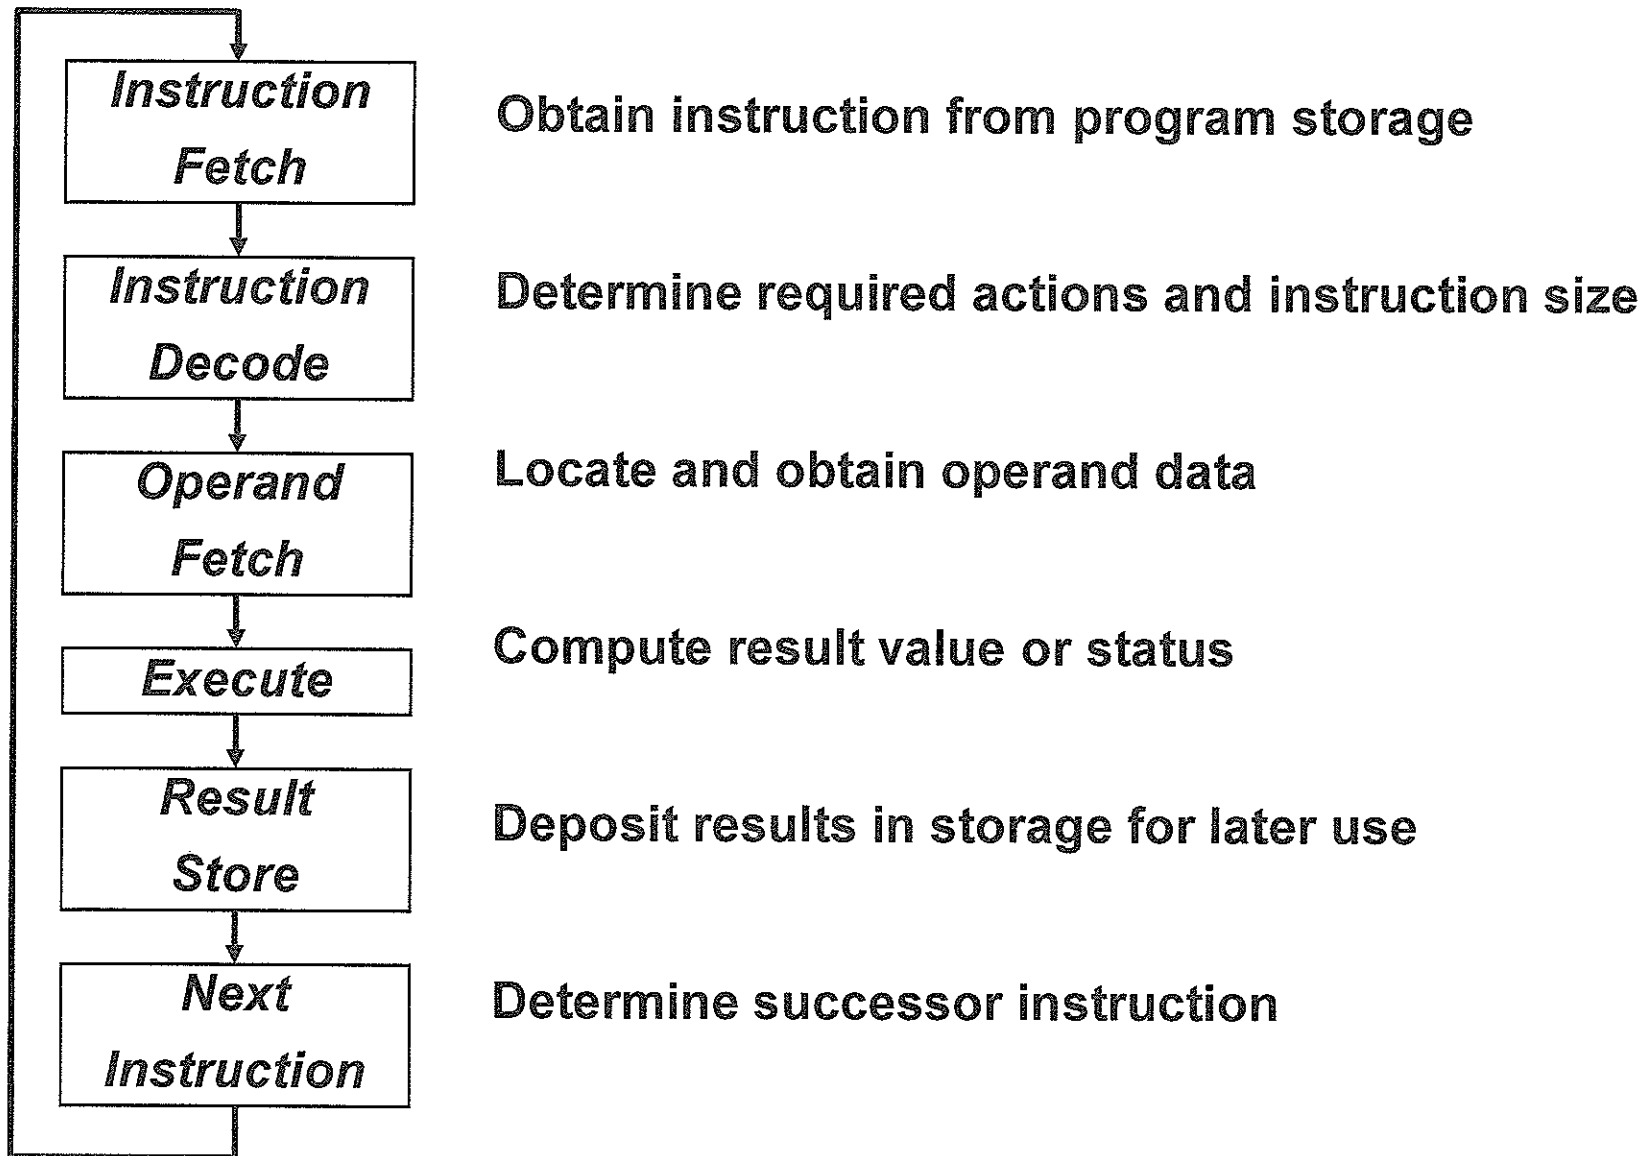 Instruction
Fetch
Obtain instruction from program storage
Instruction
Decode
Determine required actions and instruction size
Operand
Fetch
Locate and obtain operand data
Execute
Compute result value or status
Result
Store
Deposit results in storage for later use
Next
Instruction
Determine successor instruction